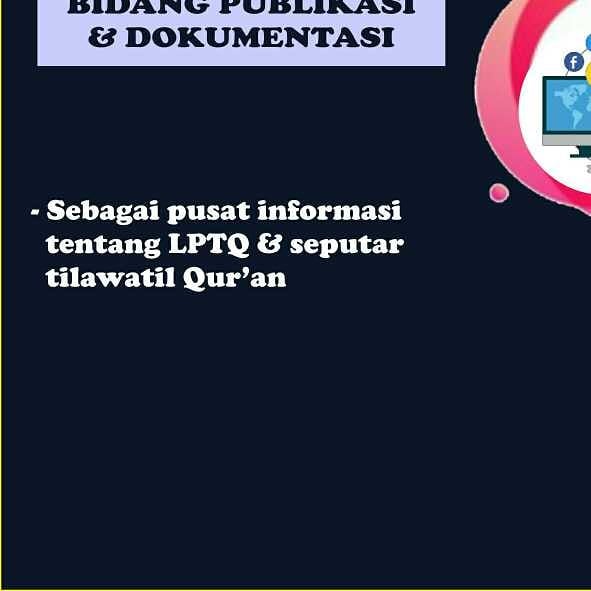 BIDANG PUBLIKASI
& DOKUMENTASI
- Sebagai pusat informasi
tentang LPTQ & seputar
tilawatil Qur'an